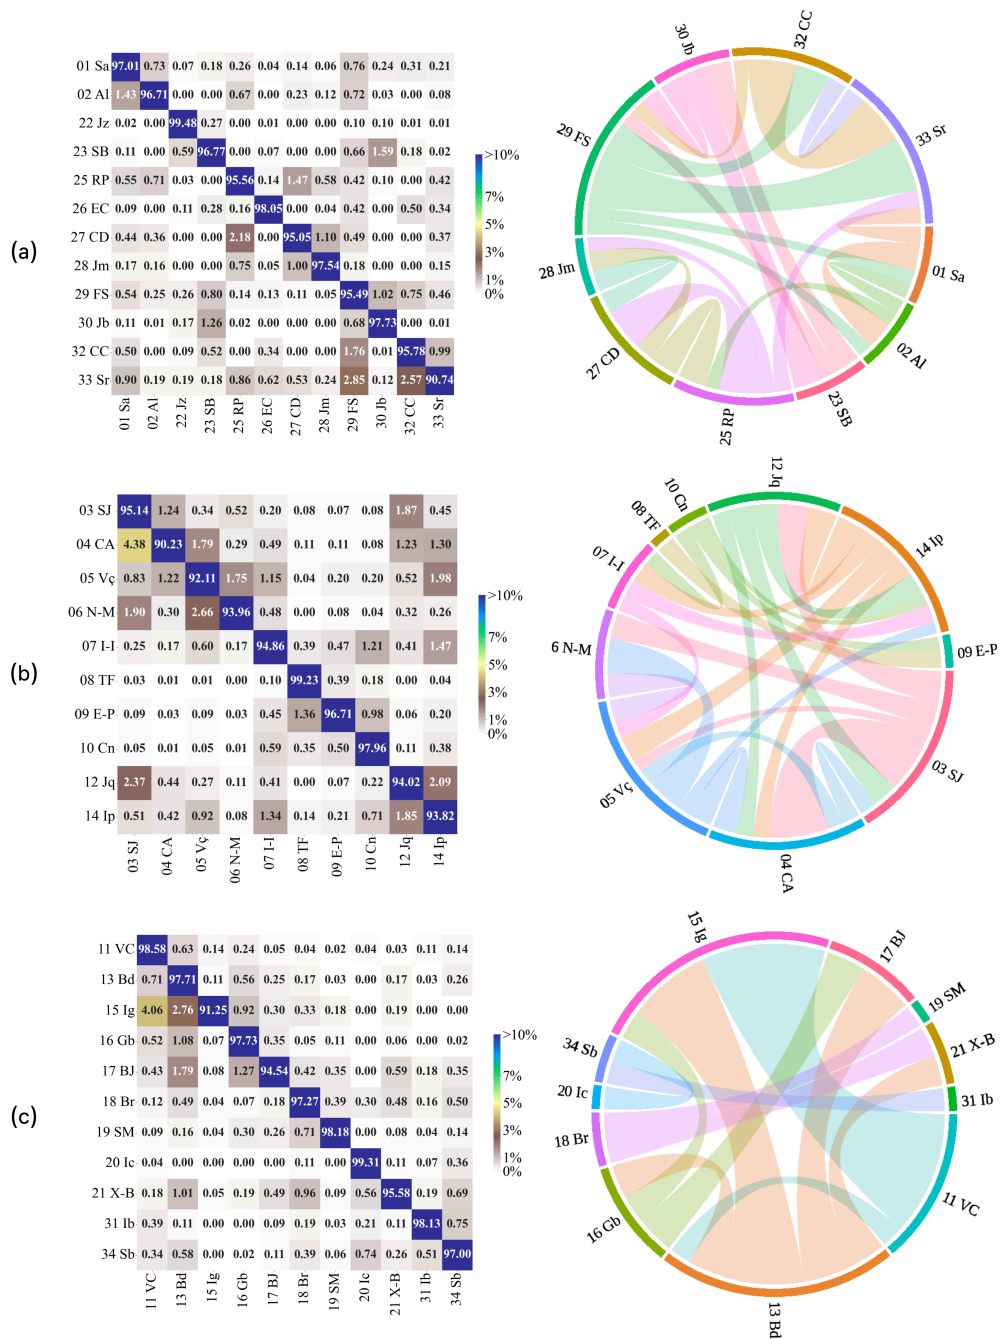 (a)
01 Sa 97.01 0.73 0.07 0.18 0.26 0.04 0.14 0.06 0.76 0.24 0.31 0.21
02 Al 1.43 96.71 0.00 0.00 0.67 0.00 0.23 0.12 0.72 0.03 0.00 0.08
22 Jz 0.02 0.00 99.48 0.27 0.00 0.01 0.00 0.00 0.10 0.10 0.01 0.01
23 SB 0.11 0.00 0.59 96.77 0.00 0.07 0.00 0.00 0.66 1.59 0.18 0.02
25 RP 0.55 0.71 0.03 0.00 95.56 0.14 1.47 0.58 0.42 0.10 0.00 0.42
26 EC 0.09 0.00 0.11 0.28 0.16 98.05 0.00 0.04 0.42 0.00 0.50 0.34
27 CD 0.44 0.36 0.00 0.00 2.18 0.00 95.05 1.10 0.49 0.00 0.00 0.37
28 Jm 0.17 0.16 0.00 0.00 0.75 0.05 1.00 97.54 0.18 0.00 0.00 0.15
29 FS 0.54 0.25 0.26 0.80 0.14 0.13 0.11 0.05 95.49 1.02 0.75 0.46
30 Jb 0.11 0.01 0.17 1.26 0.02 0.00 0.00 0.00 0.68 97.73 0.00 0.01
32 CC 0.50 0.00 0.09 0.52 0.00 0.34 0.00 0.00 1.76 0.01 95.78 0.99
33 Sr 0.90 0.19 0.19 0.18 0.86 0.62 0.53 0.24 2.85 0.12 2.57 90.74
01 Sa 02 Al 22 Jz 23 SB 25 RP 26 EC 27 CD 28 Jm 29 FS 30 Jb 32 CC 33 Sr
>10%
7%
5%
3%
1%
0%
30 Jb
32 CC
29 FS
33 Sr
28 Jm
01 Sa
27 CD
02 Al
25 RP
23 SB
(b)
03 SJ 95.14 1.24 0.34 0.52 0.20 0.08 0.07 0.08 1.87 0.45
04 CA 4.38 90.23 1.79 0.29 0.49 0.11 0.11 0.08 1.23 1.30
05 Vç 0.83 1.22 92.11 1.75 1.15 0.04 0.20 0.20 0.52 1.98
06 N-M 1.90 0.30 2.66 93.96 0.48 0.00 0.08 0.04 0.32 0.26
07 I-I 0.25 0.17 0.60 0.17 94.86 0.39 0.47 1.21 0.41 1.47
08 TF 0.03 0.01 0.01 0.00 0.10 99.23 0.39 0.18 0.00 0.04
09 E-P 0.09 0.03 0.09 0.03 0.45 1.36 96.71 0.98 0.06 0.20
10 Cn 0.05 0.01 0.05 0.01 0.59 0.35 0.50 97.96 0.11 0.38
12 Jq 2.37 0.44 0.27 0.11 0.41 0.00 0.07 0.22 94.02 2.09
14 Ip 0.51 0.42 0.92 0.08 1.34 0.14 0.21 0.71 1.85 93.82
03 SJ 04 CA 05 Vç 06 N-M 07 I-I 08 TF 09 E-P 10 Cn 12 Jq 14 Ip
>10%
7%
5%
3%
1%
0%
12 Jq
10 Cn
08 TF
14 Ip
07 I-I
6 N-M
09 E-P
05 Vç
03 SJ
04 CA
(c)
11 VC 98.58 0.63 0.14 0.24 0.05 0.04 0.02 0.04 0.03 0.11 0.14
13 Bd 0.71 97.71 0.11 0.56 0.25 0.17 0.03 0.00 0.17 0.03 0.26
15 Ig 4.06 2.76 91.25 0.92 0.30 0.33 0.18 0.00 0.19 0.00 0.00
16 Gb 0.52 1.08 0.07 97.73 0.35 0.05 0.11 0.00 0.06 0.00 0.02
17 BJ 0.43 1.79 0.08 1.27 94.54 0.42 0.35 0.00 0.59 0.18 0.35
18 Br 0.12 0.49 0.04 0.07 0.18 97.27 0.39 0.30 0.48 0.16 0.50
19 SM 0.09 0.16 0.04 0.30 0.26 0.71 98.18 0.00 0.08 0.04 0.14
20 Ic 0.04 0.00 0.00 0.00 0.00 0.11 0.00 99.31 0.11 0.07 0.36
21 X-B 0.18 1.01 0.05 0.19 0.49 0.96 0.09 0.56 95.58 0.19 0.69
31 Ib 0.39 0.11 0.00 0.00 0.09 0.19 0.03 0.21 0.11 98.13 0.75
34 Sb 0.34 0.58 0.00 0.02 0.11 0.39 0.06 0.74 0.26 0.51 97.00
11 VC 13 Bd 15 Ig 16 Gb 17 BJ 18 Br 19 SM 20 Ic 21 X-B 31 Ib 34 Sb
>10%
7%
5%
3%
1%
0%
15 Ig
17 BJ
19 SM
34 Sb
21 X-B
20 Ic
31 Ib
18 Br
11 VC
16 Gb
13 Bd